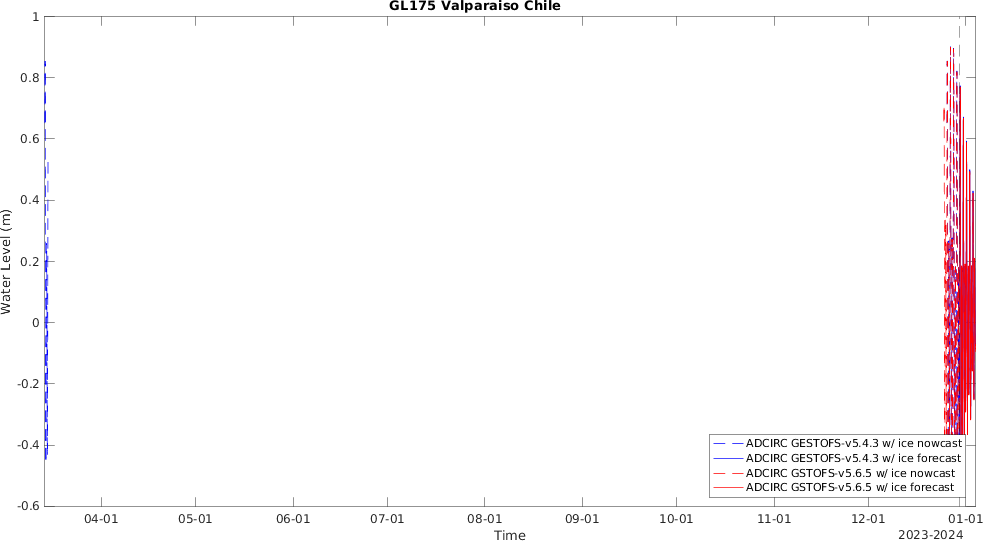 GL175 Valparaiso Chile
1
0.8
0.6
0.4
0.2
0
-0.2
-0.4
-0.6
Water Level (m)
ADCIRC GESTOFS-v5.4.3 w/ ice nowcast
ADCIRC GESTOFS-v5.4.3 w/ ice forecast
ADCIRC GSTOFS-v5.6.5 w/ ice nowcast
ADCIRC GSTOFS-v5.6.5 w/ ice forecast
04-01 05-01 06-01 07-01 08-01 09-01 10-01 11-01 12-01 01-01
Time
2023-2024